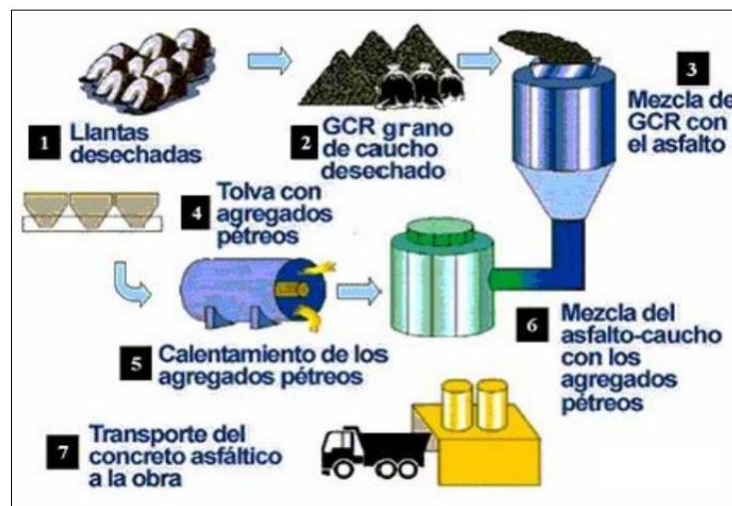 1 Llantas
desechadas
2 GCR grano
de caucho
desechado
3
Mezcla de
GCR con
el asfalto
4 Tolva con
agregados
pétreos
5 Calentamiento de los
agregados pétreos
6 Mezcla del
asfalto-caucho
con los
agregados
pétreos
7 Transporte del
concreto asfáltico
a la obra